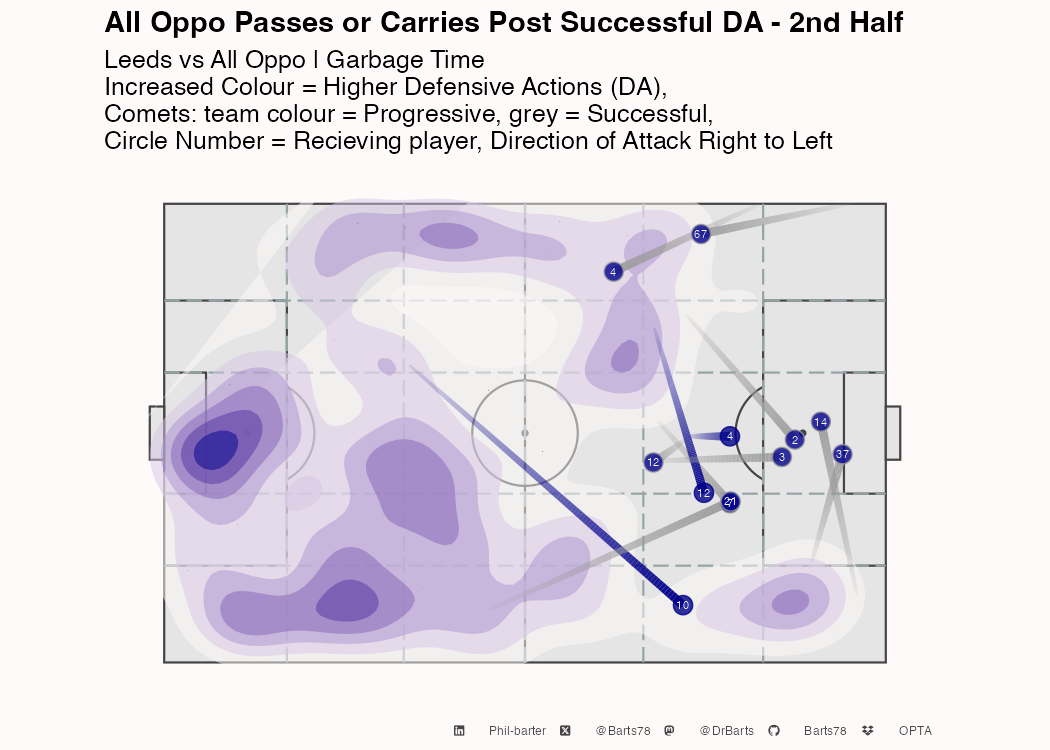 All Oppo Passes or Carries Post Successful DA - 2nd Half
Leeds vs All Oppo | Garbage Time
Increased Colour = Higher Defensive Actions (DA),
Comets: team colour = Progressive, grey = Successful,
Circle Number = Recieving player, Direction of Attack Right to Left
67
4
14
4
2
37
3
12
12
21
10
Phil-barter @Barts78 @DrBarts Barts78 OPTA